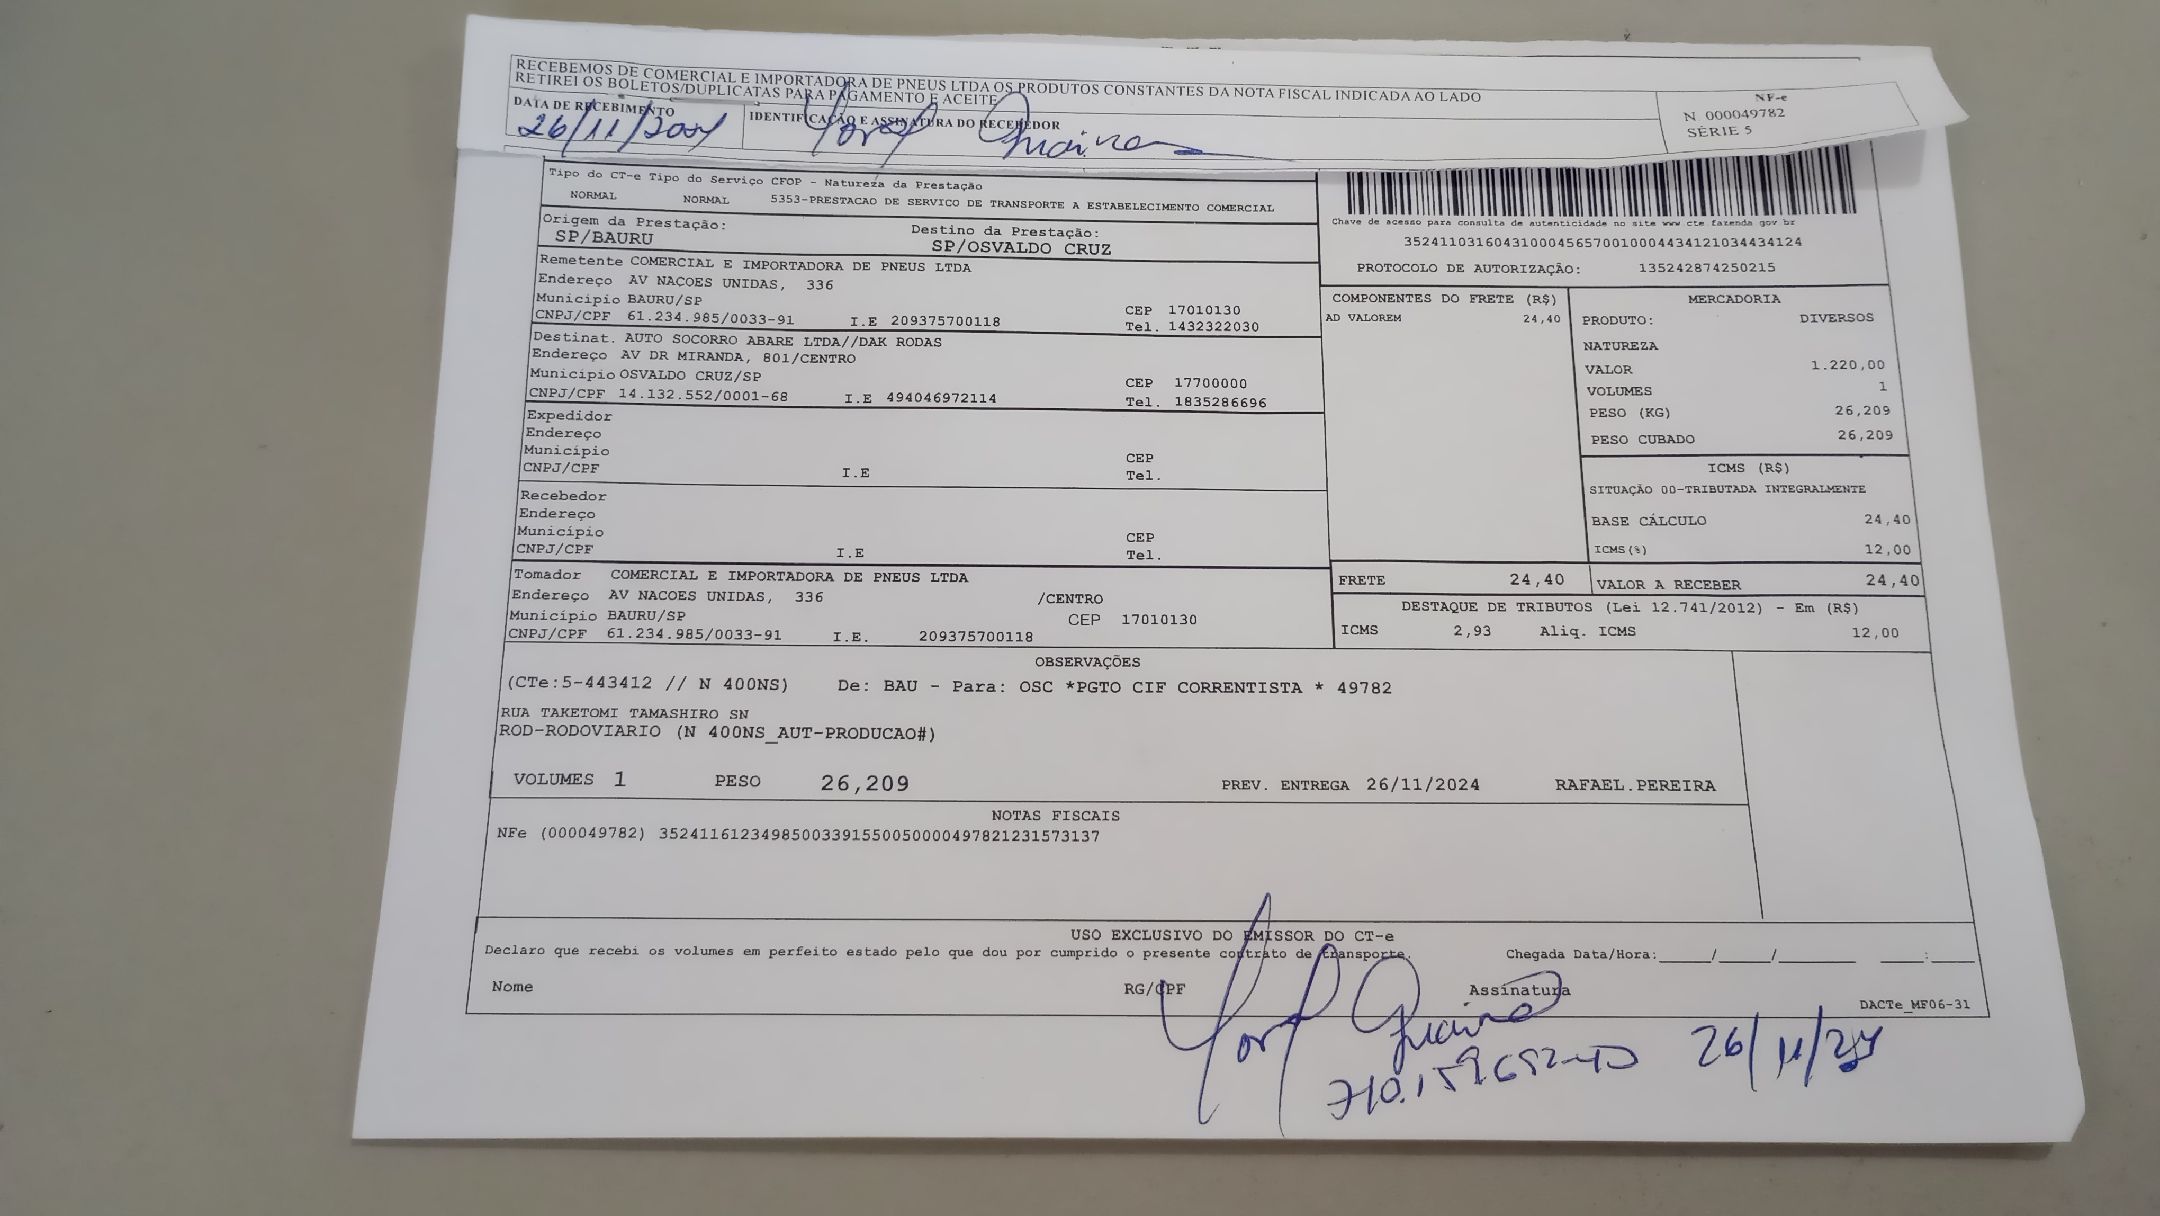 RECEBEMOS DE COMERCIAL E IMPORTADORA DE PNEUS LTDA OS PRODUTOS CONSTANTES DA NOTA FISCAL INDICADA AO LADO
RETIREI OS BOLETOS/DUPLICATAS PARA PAGAMENTO E ACEITE
DATA DE RECEBIMENTO IDENTIFICAÇÃO E ASSINATURA DO RECEBEDOR
NF-e
N 000049782
SÉRIE 5
Tipo do CT-e Tipo do Serviço CFOP - Natureza da Prestação
NORMAL NORMAL 5353-PRESTACAO DE SERVICO DE TRANSPORTE A ESTABELECIMENTO COMERCIAL
Origem da Prestação: Destino da Prestação:
SP/BAURU SP/OSVALDO CRUZ
Chave de acesso para consulta de autenticidade no site www cte fazenda gov br
35241103160431000456570010004434121034434124
PROTOCOLO DE AUTORIZAÇÃO: 135242874250215
Remetente COMERCIAL E IMPORTADORA DE PNEUS LTDA
Endereço AV NACOES UNIDAS, 336
Município BAURU/SP CEP 17010130
CNPJ/CPF 61.234.985/0033-91 I.E 209375700118 Tel. 1432322030
Destinat. AUTO SOCORRO ABARE LTDA//DAK RODAS
Endereço AV DR MIRANDA, 801/CENTRO
Município OSVALDO CRUZ/SP CEP 17700000
CNPJ/CPF 14.132.552/0001-68 I.E 494046972114 Tel. 1835286696
Expedidor
Endereço
Município CEP
CNPJ/CPF I.E Tel.
Recebedor
Endereço
Município CEP
CNPJ/CPF I.E Tel.
Tomador COMERCIAL E IMPORTADORA DE PNEUS LTDA
Endereço AV NACOES UNIDAS, 336 /CENTRO
Município BAURU/SP CEP 17010130
CNPJ/CPF 61.234.985/0033-91 I.E. 209375700118
COMPONENTES DO FRETE (R$)
AD VALOREM 24,40
MERCADORIA
PRODUTO: DIVERSOS
NATUREZA
VALOR 1.220,00
VOLUMES 1
PESO (KG) 26,209
PESO CUBADO 26,209
ICMS (R$)
SITUAÇÃO 00-TRIBUTADA INTEGRALMENTE
BASE CÁLCULO 24,40
ICMS(%) 12,00
FRETE 24,40 VALOR A RECEBER 24,40
DESTAQUE DE TRIBUTOS (Lei 12.741/2012) - Em (R$)
ICMS 2,93 Aliq. ICMS 12,00
OBSERVAÇÕES
(CTe:5-443412 // N 400NS) De: BAU - Para: OSC *PGTO CIF CORRENTISTA * 49782
RUA TAKETOMI TAMASHIRO SN
ROD-RODOVIARIO (N 400NS_AUT-PRODUCAO#)
VOLUMES 1 PESO 26,209 PREV. ENTREGA 26/11/2024 RAFAEL.PEREIRA
NOTAS FISCAIS
NFe (000049782) 35241161234985003391550050000497821231573137
USO EXCLUSIVO DO EMISSOR DO CT-e
Declaro que recebi os volumes em perfeito estado pelo que dou por cumprido o presente contrato de transporte. Chegada Data/Hora:_____/_____/________ ____:____
Nome RG/CPF Assinatura
DACTe_MF06-31
26/11/24